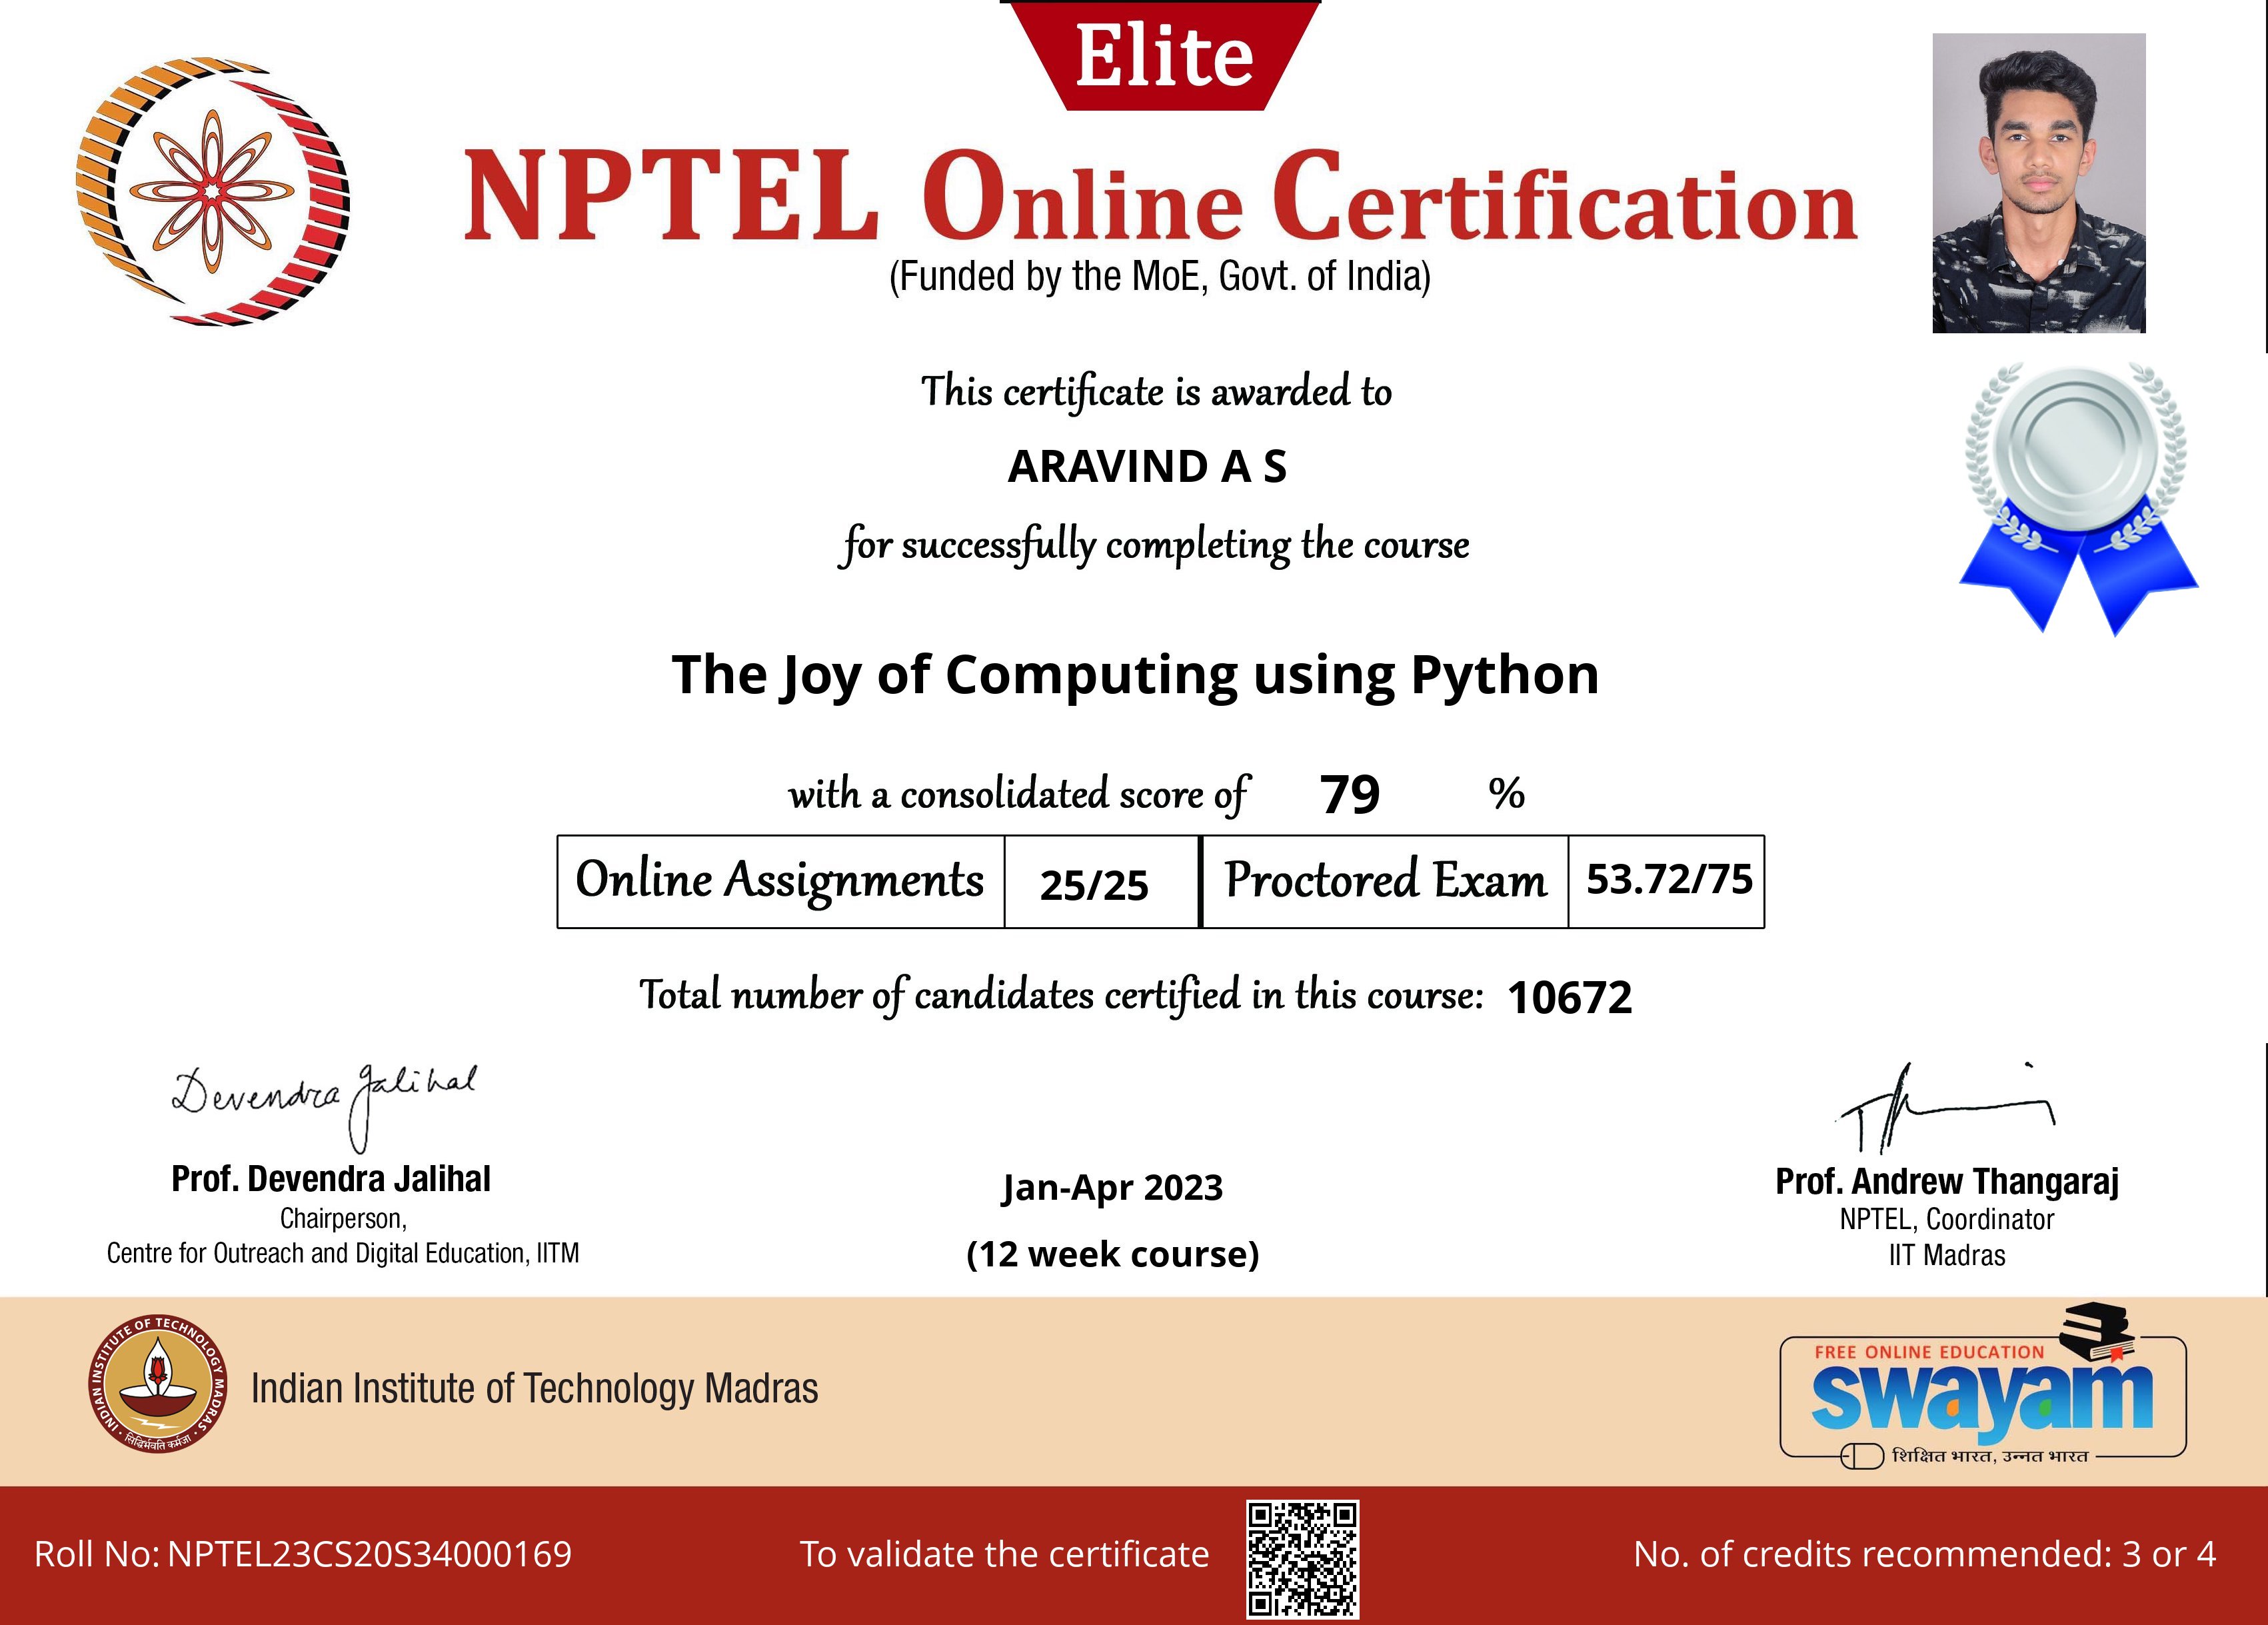 Elite
NPTEL Online Certification
(Funded by the MoE, Govt. of India)
This certificate is awarded to
ARAVIND A S
for successfully completing the course
The Joy of Computing using Python
with a consolidated score of 79 %
Online Assignments 25/25 Proctored Exam 53.72/75
Total number of candidates certified in this course: 10672
Devendra Jalihal
Prof. Devendra Jalihal
Chairperson,
Centre for Outreach and Digital Education, IITM
Jan-Apr 2023
(12 week course)
Prof. Andrew Thangaraj
NPTEL, Coordinator
IIT Madras
INDIAN INSTITUTE OF TECHNOLOGY MADRAS
सिद्धिर्भवति कर्मजा
Indian Institute of Technology Madras
FREE ONLINE EDUCATION
swayam
शिक्षित भारत, उन्नत भारत
Roll No: NPTEL23CS20S34000169
To validate the certificate
No. of credits recommended: 3 or 4